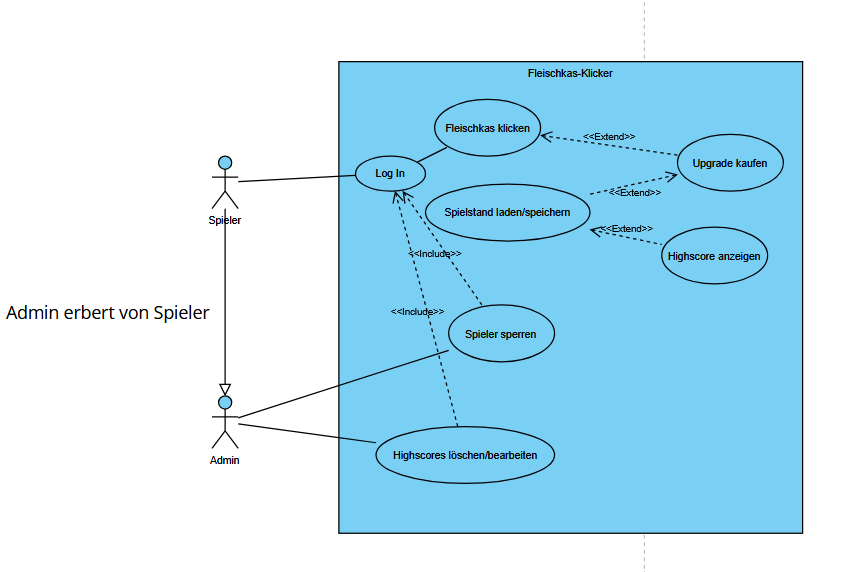 Fleischkas-Klicker
Fleischkas klicken
<<Extend>>
Log In
Upgrade kaufen
<<Extend>>
Spieler
Spielstand laden/speichern
<<Extend>>
<<Include>>
Highscore anzeigen
Admin erbert von Spieler
<<Include>>
Spieler sperren
Admin
Highscores löschen/bearbeiten